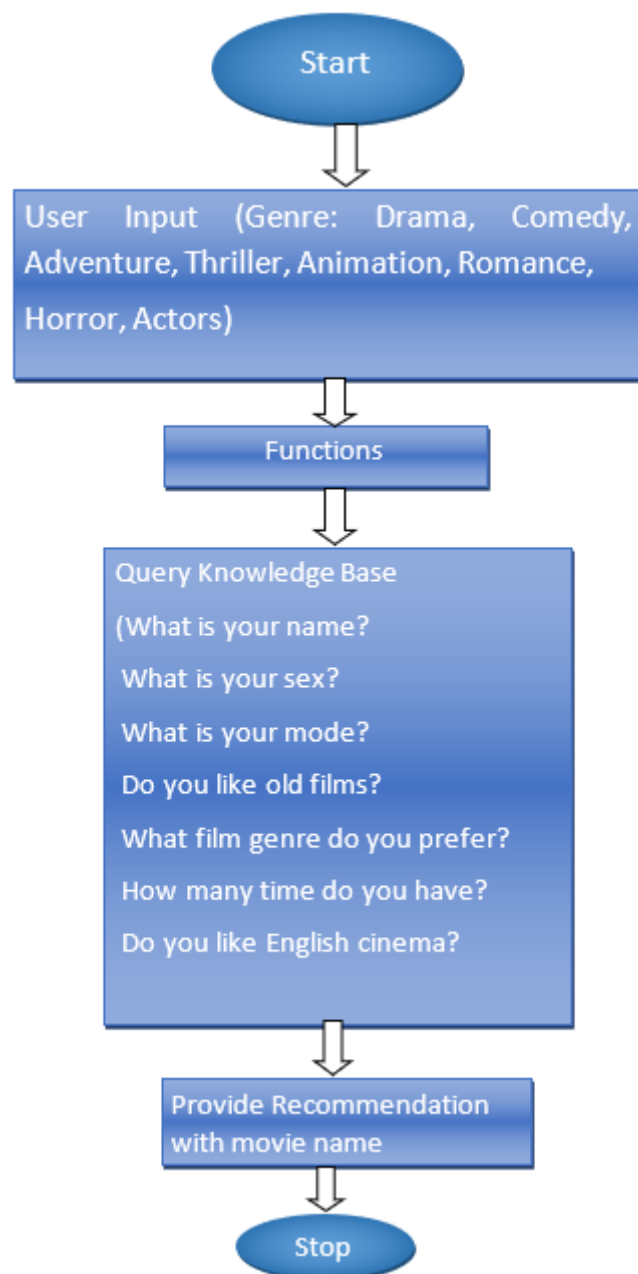 Start
User Input (Genre: Drama, Comedy,
Adventure, Thriller, Animation, Romance,
Horror, Actors)
Functions
Query Knowledge Base
(What is your name?
What is your sex?
What is your mode?
Do you like old films?
What film genre do you prefer?
How many time do you have?
Do you like English cinema?
Provide Recommendation
with movie name
Stop